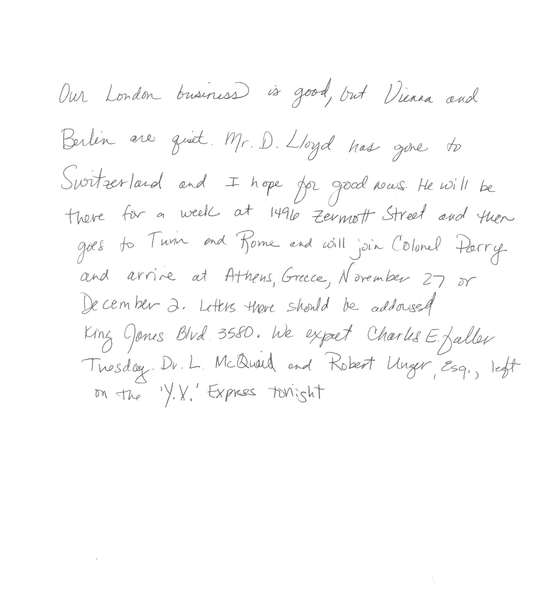 Our London business is good, but Vienna and
Berlin are quiet. Mr. D. Lloyd has gone to
Switzerland and I hope for good news. He will be
there for a week at 1496 Zermott Street and then
goes to Turin and Rome and will join Colonel Parry
and arrive at Athens, Greece, November 27 or
December 2. Letters there should be addressed
King James Blvd. 3580. We expect Charles E. Fuller
Tuesday. Dr. L. McQuaid and Robert Unger, Esq., left
on the 'Y.X.' Express tonight